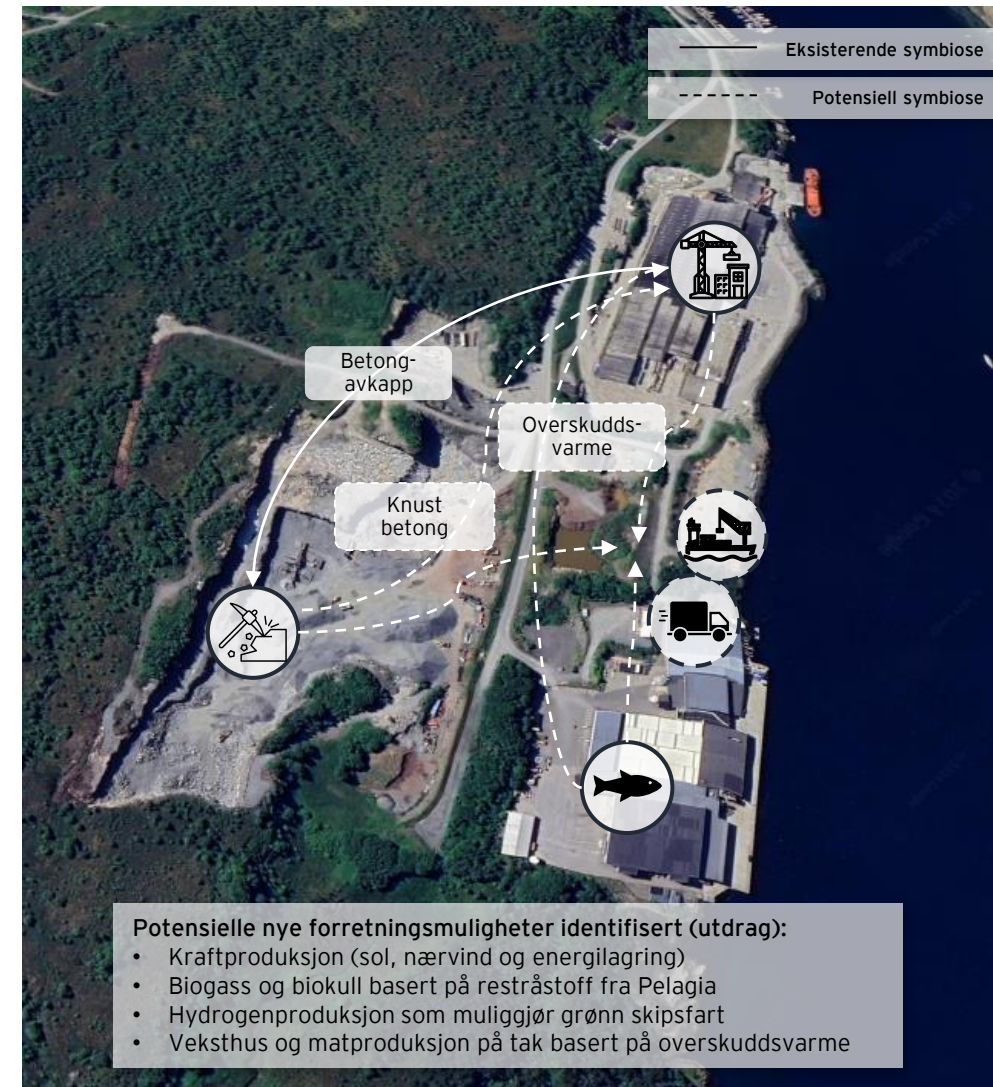 Eksisterende symbiose
Potensiell symbiose
Betong-
avkapp
Overskudds-
varme
Knust
betong
Potensielle nye forretningsmuligheter identifisert (utdrag):
• Kraftproduksjon (sol, nærvind og energilagring)
• Biogass og biokull basert på restråstoff fra Pelagia
• Hydrogenproduksjon som muliggjør grønn skipsfart
• Veksthus og matproduksjon på tak basert på overskuddsvarme